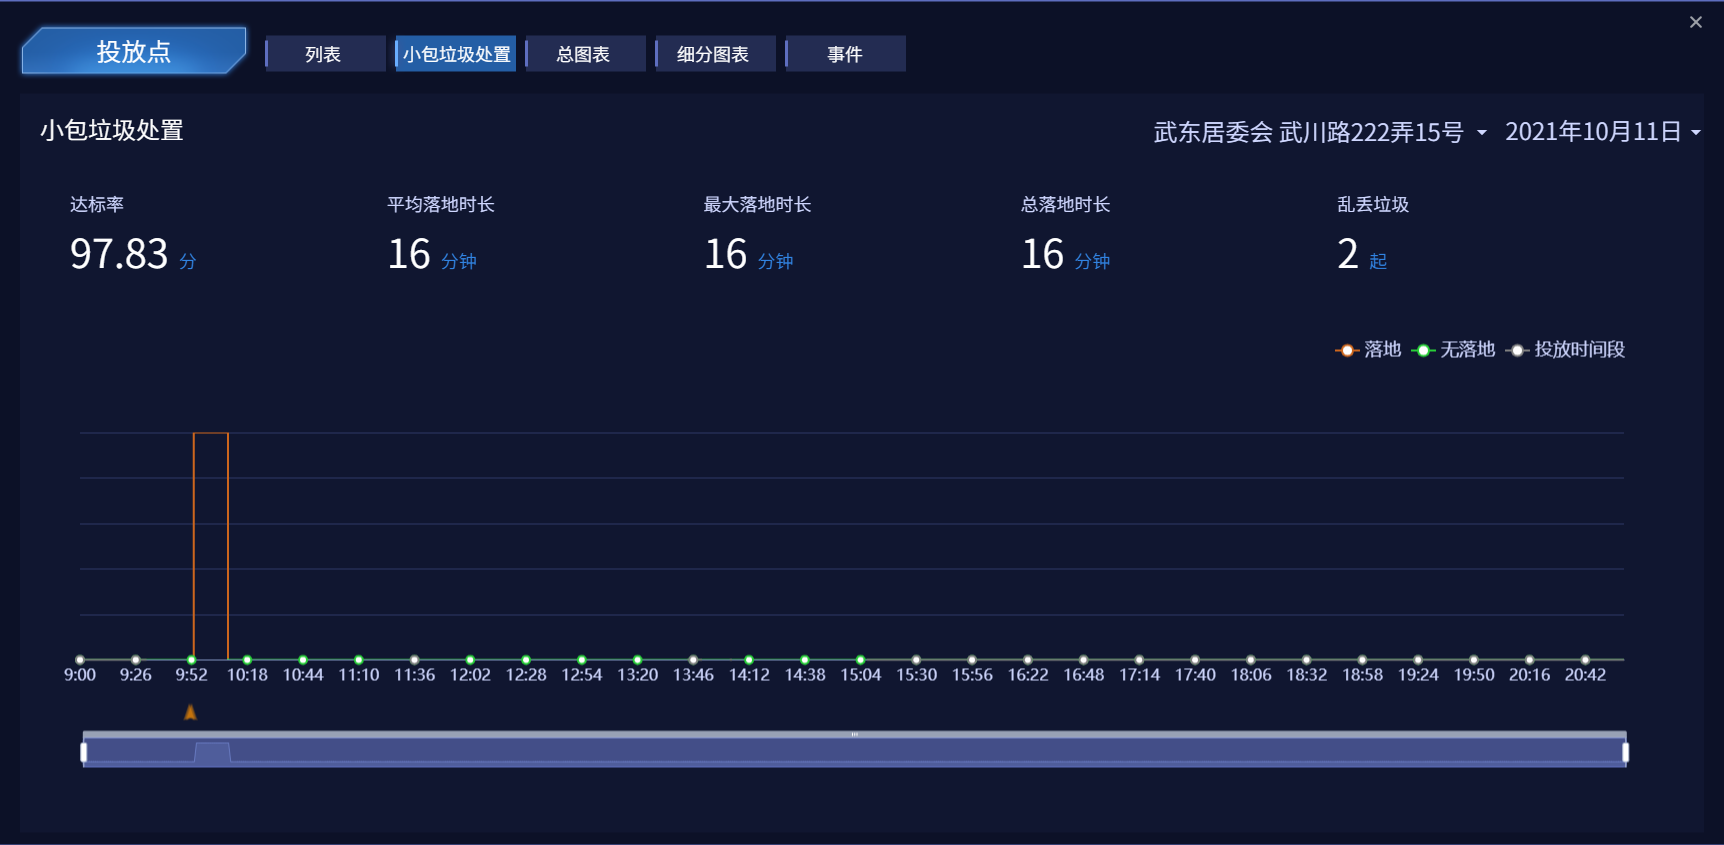 ×
投放点 列表 小包垃圾处置 总图表 细分图表 事件
小包垃圾处置 武东居委会 武川路222弄15号 2021年10月11日
达标率 平均落地时长 最大落地时长 总落地时长 乱丢垃圾
97.83 分 16 分钟 16 分钟 16 分钟 2 起
落地 无落地 投放时间段
9:00 9:26 9:52 10:18 10:44 11:10 11:36 12:02 12:28 12:54 13:20 13:46 14:12 14:38 15:04 15:30 15:56 16:22 16:48 17:14 17:40 18:06 18:32 18:58 19:24 19:50 20:16 20:42